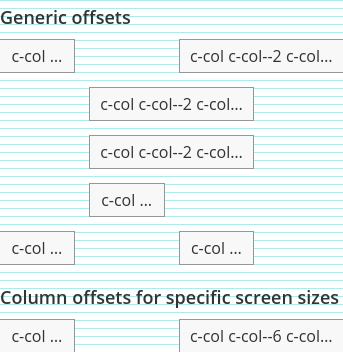 Generic offsets
c-col ... c-col c-col--2 c-col...
c-col c-col--2 c-col...
c-col c-col--2 c-col...
c-col ...
c-col ... c-col ...
Column offsets for specific screen sizes
c-col ... c-col c-col--6 c-col...